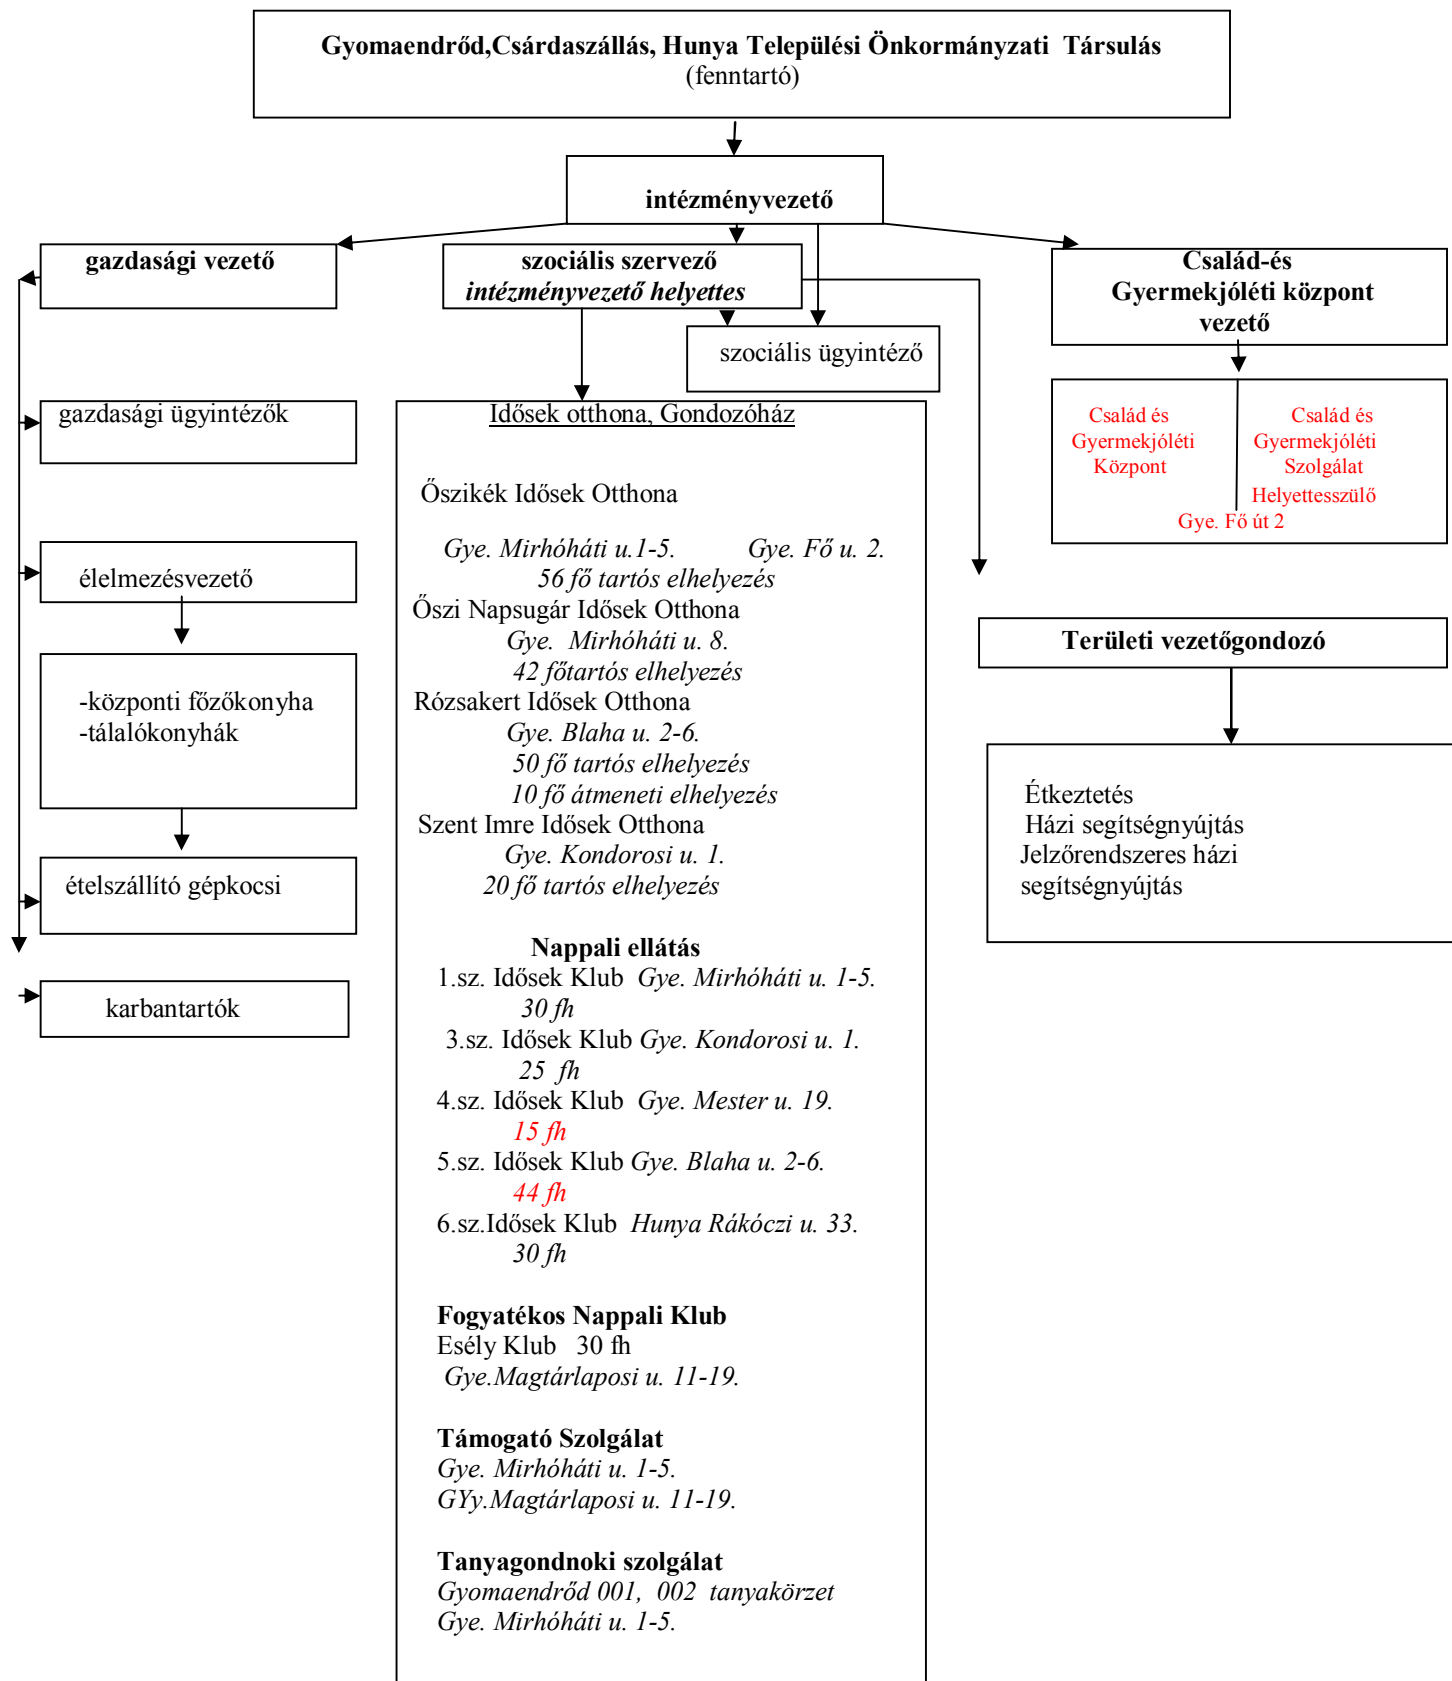 Gyomaendrőd,Csárdaszállás, Hunya Települési Önkormányzati Társulás
(fenntartó)
intézményvezető
gazdasági vezető
szociális szervező
intézményvezető helyettes
Család-és
Gyermekjóléti központ
vezető
szociális ügyintéző
gazdasági ügyintézők
élelmezésvezető
-központi főzőkonyha
-tálalókonyhák
ételszállító gépkocsi
karbantartók
Idősek otthona, Gondozóház
Őszikék Idősek Otthona
Gye. Mirhóháti u.1-5. Gye. Fő u. 2.
56 fő tartós elhelyezés
Őszi Napsugár Idősek Otthona
Gye. Mirhóháti u. 8.
42 főtartós elhelyezés
Rózsakert Idősek Otthona
Gye. Blaha u. 2-6.
50 fő tartós elhelyezés
10 fő átmeneti elhelyezés
Szent Imre Idősek Otthona
Gye. Kondorosi u. 1.
20 fő tartós elhelyezés
Nappali ellátás
1.sz. Idősek Klub Gye. Mirhóháti u. 1-5.
30 fh
3.sz. Idősek Klub Gye. Kondorosi u. 1.
25 fh
4.sz. Idősek Klub Gye. Mester u. 19.
15 fh
5.sz. Idősek Klub Gye. Blaha u. 2-6.
44 fh
6.sz.Idősek Klub Hunya Rákóczi u. 33.
30 fh
Fogyatékos Nappali Klub
Esély Klub 30 fh
Gye.Magtárlaposi u. 11-19.
Támogató Szolgálat
Gye. Mirhóháti u. 1-5.
GYy.Magtárlaposi u. 11-19.
Tanyagondnoki szolgálat
Gyomaendrőd 001, 002 tanyakörzet
Gye. Mirhóháti u. 1-5.
Család és
Gyermekjóléti
Központ
Család és
Gyermekjóléti
Szolgálat
Helyettesszülő
Gye. Fő út 2
Területi vezetőgondozó
Étkeztetés
Házi segítségnyújtás
Jelzőrendszeres házi
segítségnyújtás